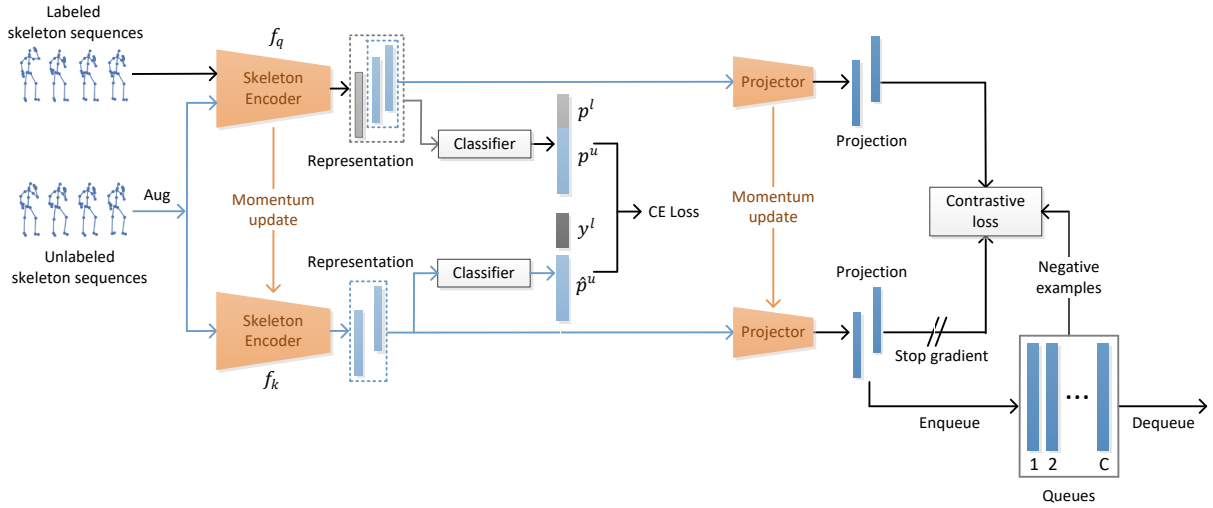 Labeled
skeleton sequences
Aug
Unlabeled
skeleton sequences
f_q
Skeleton
Encoder
Momentum
update
Skeleton
Encoder
f_k
Representation
Classifier
p^l
p^u
CE Loss
y^l
p̂^u
Representation
Classifier
Projector
Momentum
update
Projector
Projection
Contrastive
loss
Projection
Stop gradient
Negative
examples
Enqueue
1 2 ... C
Queues
Dequeue